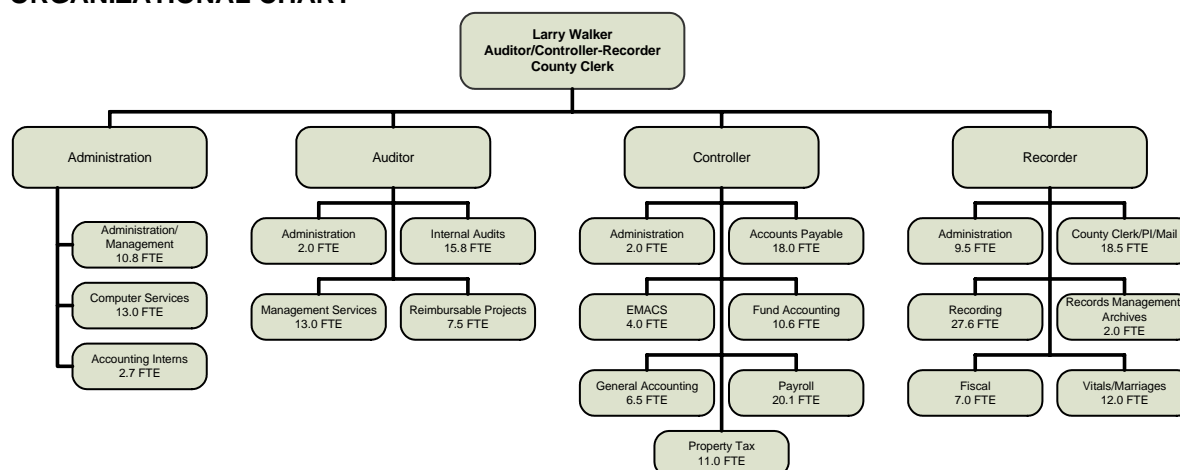 ORGANIZATIONAL CHART
Larry Walker
Auditor/Controller-Recorder
County Clerk
Administration
Auditor
Controller
Recorder
Administration/
Management
10.8 FTE
Computer Services
13.0 FTE
Accounting Interns
2.7 FTE
Administration
2.0 FTE
Internal Audits
15.8 FTE
Management Services
13.0 FTE
Reimbursable Projects
7.5 FTE
Administration
2.0 FTE
Accounts Payable
18.0 FTE
EMACS
4.0 FTE
Fund Accounting
10.6 FTE
General Accounting
6.5 FTE
Payroll
20.1 FTE
Property Tax
11.0 FTE
Administration
9.5 FTE
County Clerk/PI/Mail
18.5 FTE
Recording
27.6 FTE
Records Management
Archives
2.0 FTE
Fiscal
7.0 FTE
Vitals/Marriages
12.0 FTE